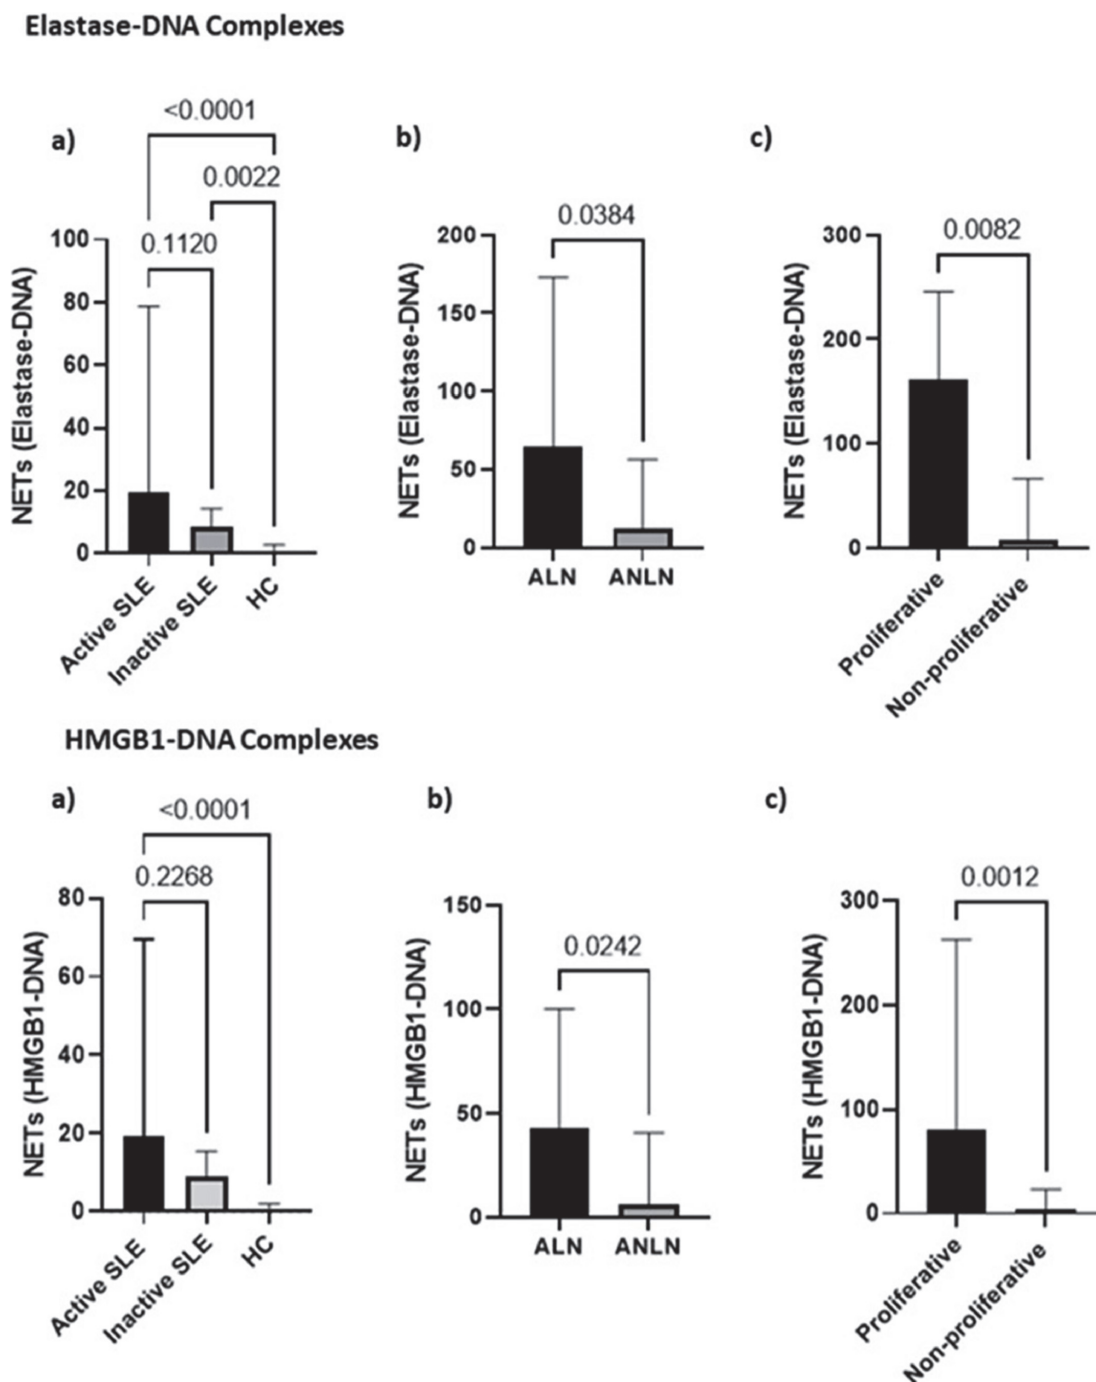 Elastase-DNA Complexes
a)
<0.0001
0.0022
0.1120
NETs (Elastase-DNA)
100
80
60
40
20
0
Active SLE
Inactive SLE
HC
b)
0.0384
NETs (Elastase-DNA)
200
150
100
50
0
ALN
ANLN
c)
0.0082
NETs (Elastase-DNA)
300
200
100
0
Proliferative
Non-proliferative
HMGB1-DNA Complexes
a)
<0.0001
0.2268
NETs (HMGB1-DNA)
80
60
40
20
0
Active SLE
Inactive SLE
HC
b)
0.0242
NETs (HMGB1-DNA)
150
100
50
0
ALN
ANLN
c)
0.0012
NETs (HMGB1-DNA)
300
200
100
0
Proliferative
Non-proliferative